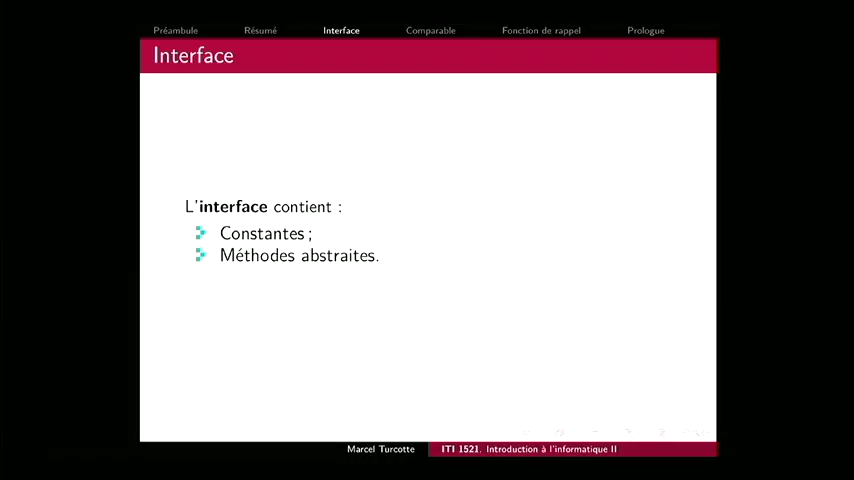 Préambule Résumé Interface Comparable Fonction de rappel Prologue
Interface
L'interface contient :
Constantes ;
Méthodes abstraites.
Marcel Turcotte ITI 1521. Introduction à l'informatique II